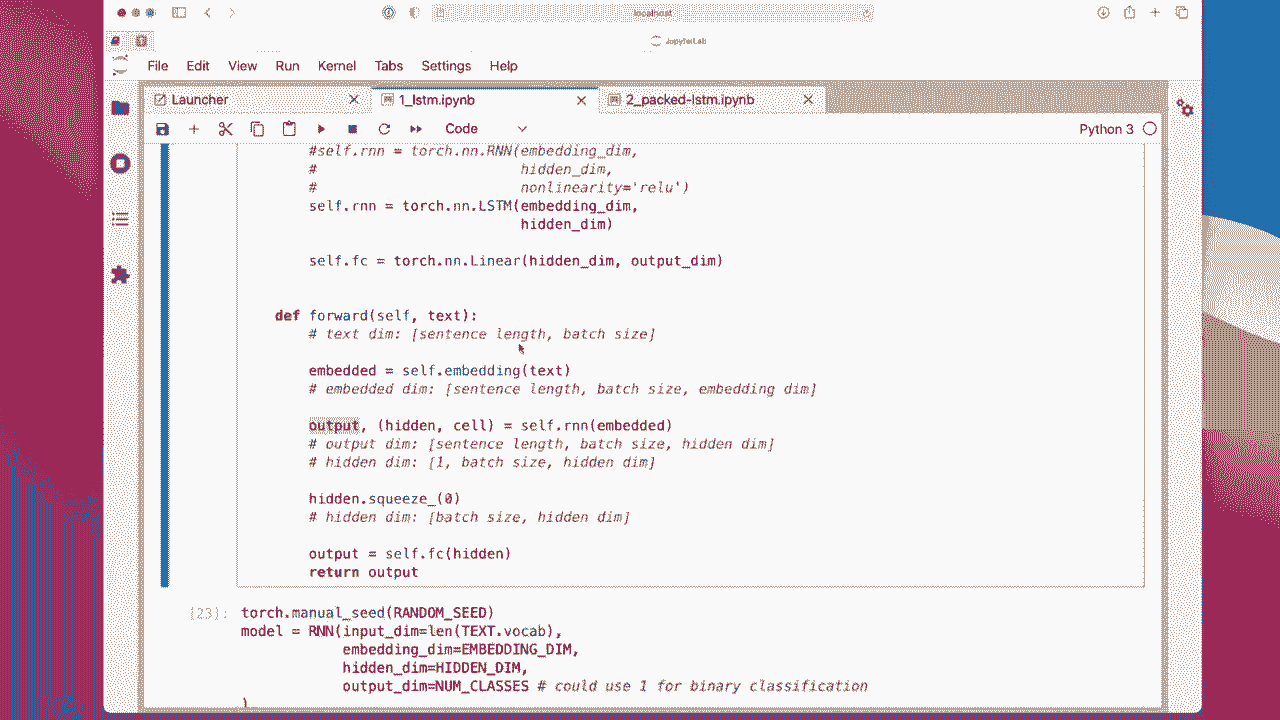 localhost
JupyterLab
File Edit View Run Kernel Tabs Settings Help
Launcher 1_lstm.ipynb 2_packed-lstm.ipynb
Code Python 3
#self.rnn = torch.nn.RNN(embedding_dim,
# hidden_dim,
# nonlinearity='relu')
self.rnn = torch.nn.LSTM(embedding_dim,
hidden_dim)
self.fc = torch.nn.Linear(hidden_dim, output_dim)
def forward(self, text):
# text dim: [sentence length, batch size]
embedded = self.embedding(text)
# embedded dim: [sentence length, batch size, embedding dim]
output, (hidden, cell) = self.rnn(embedded)
# output dim: [sentence length, batch size, hidden dim]
# hidden dim: [1, batch size, hidden dim]
hidden.squeeze_(0)
# hidden dim: [batch size, hidden dim]
output = self.fc(hidden)
return output
[23]: torch.manual_seed(RANDOM_SEED)
model = RNN(input_dim=len(TEXT.vocab),
embedding_dim=EMBEDDING_DIM,
hidden_dim=HIDDEN_DIM,
output_dim=NUM_CLASSES # could use 1 for binary classification
)